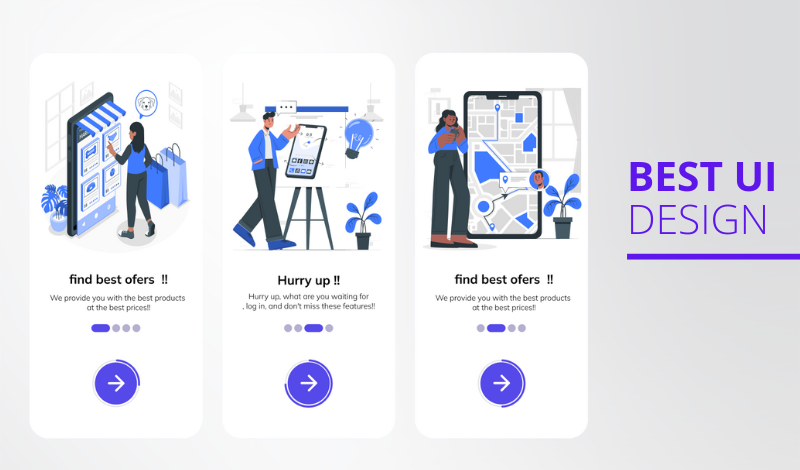 find best ofers !!
We provide you with the best products
at the best prices!!
Hurry up !!
Hurry up, what are you waiting for
, log in, and don't miss these features!!
find best ofers !!
We provide you with the best products
at the best prices!!
BEST UI
DESIGN